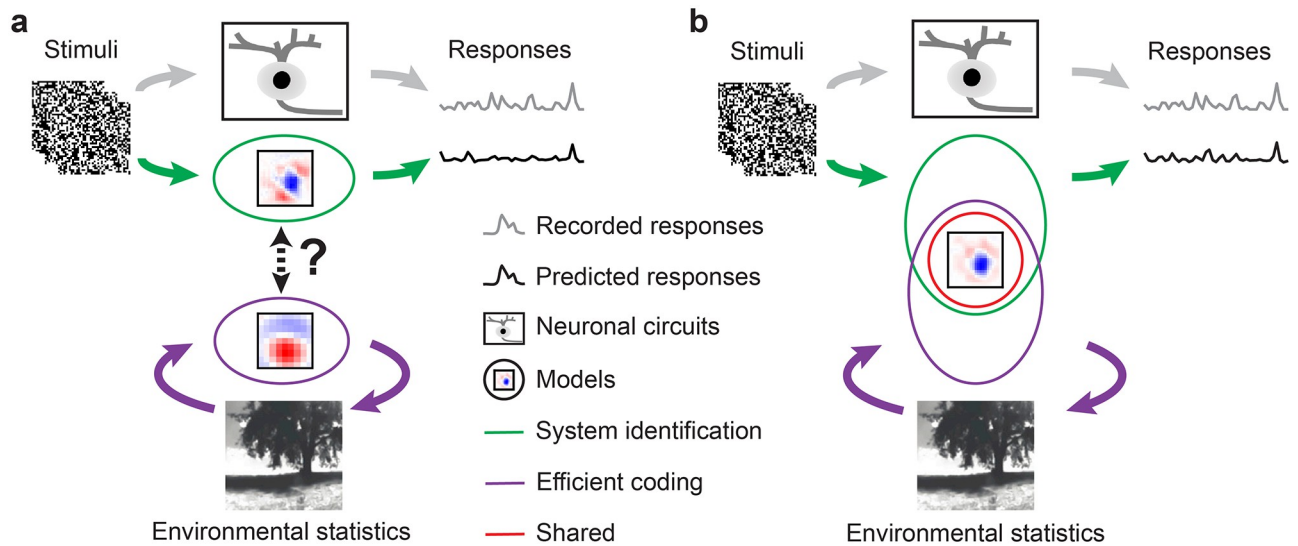 a
Stimuli
Responses
?
Environmental statistics
Recorded responses
Predicted responses
Neuronal circuits
Models
System identification
Efficient coding
Shared
b
Stimuli
Responses
Environmental statistics